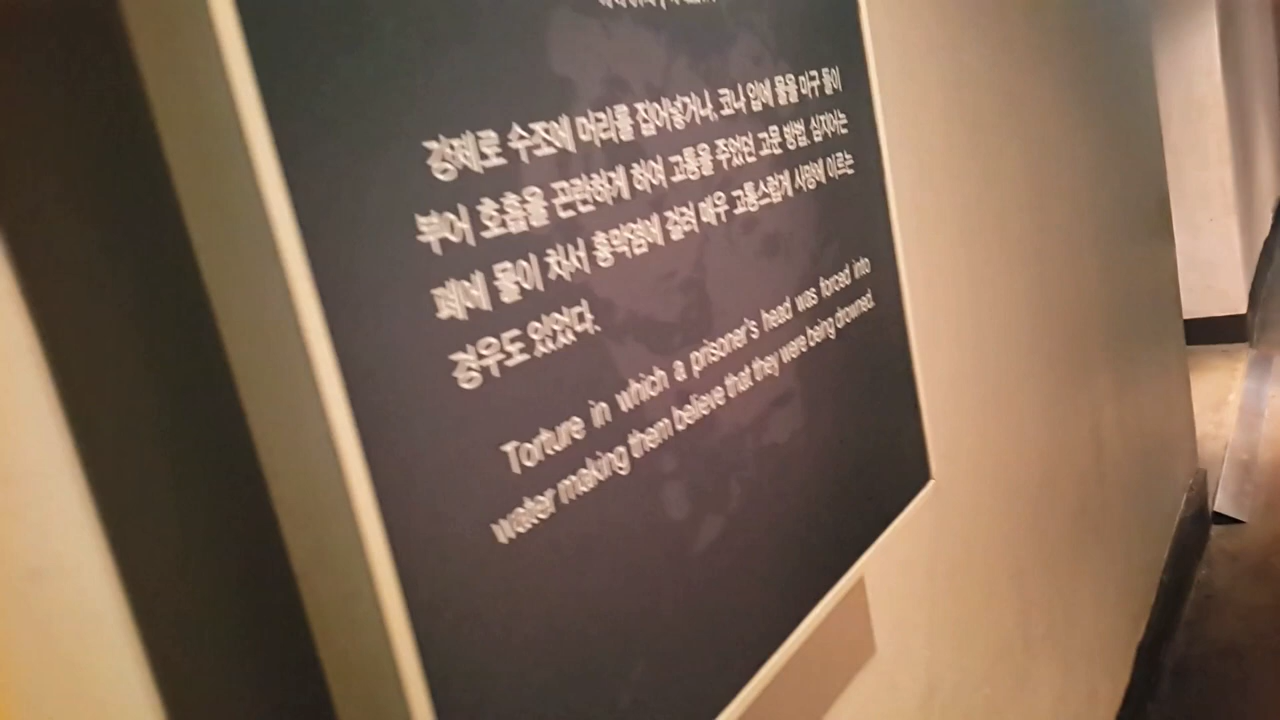 강제로 수조에 머리를 집어넣거나, 코나 입에 물을 마구 들이
부어 호흡을 곤란하게 하여 고통을 주었던 고문 방법. 심지어는
폐에 물이 차서 흉막염에 걸려 매우 고통스럽게 사망에 이르는
경우도 있었다.
Torture in which a prisoner's head was forced into
water making them believe that they were being drowned.